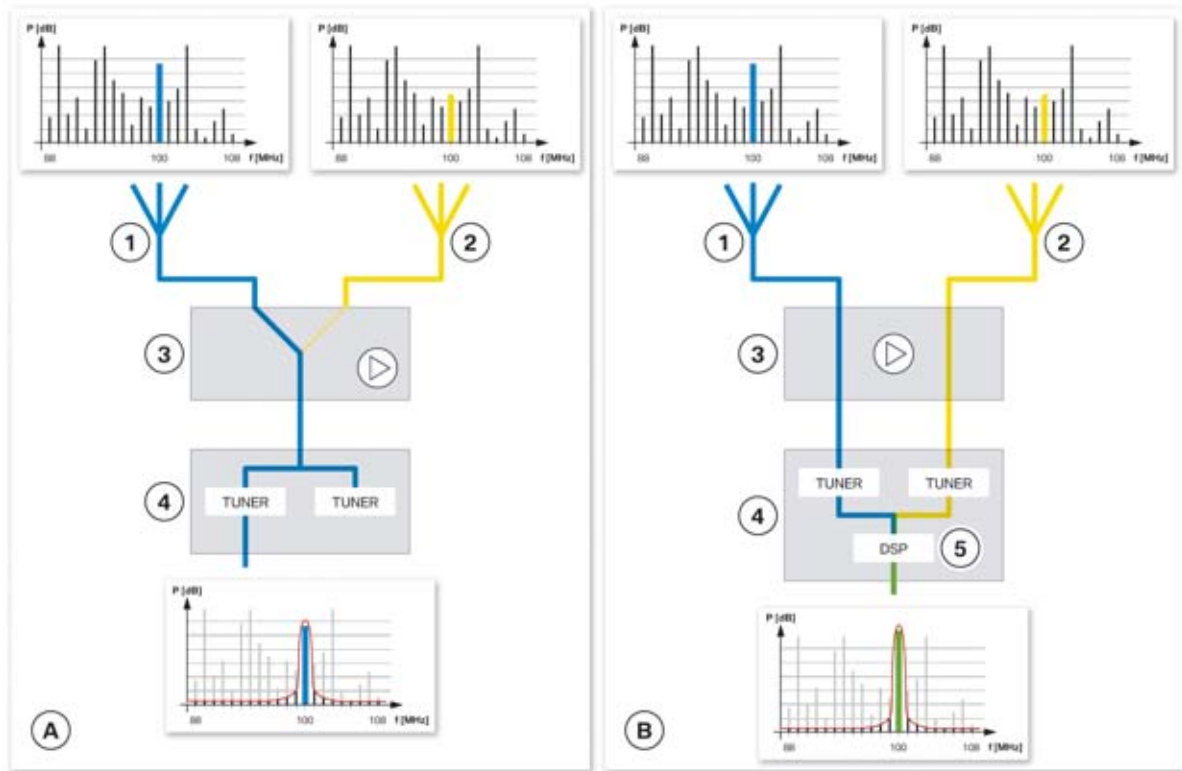 P [dB]
88 100 108 f [MHz]
P [dB]
88 100 108 f [MHz]
1
2
3
4
TUNER TUNER
P [dB]
88 100 108 f [MHz]
A
P [dB]
88 100 108 f [MHz]
P [dB]
88 100 108 f [MHz]
1
2
3
4
TUNER TUNER
DSP
5
P [dB]
88 100 108 f [MHz]
B